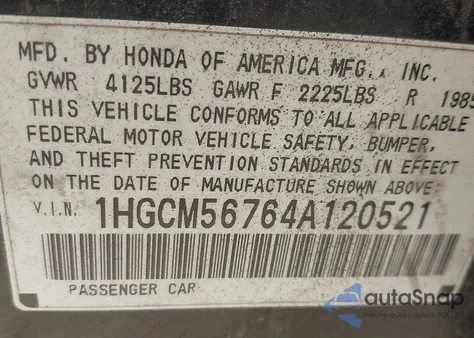 MFD. BY HONDA OF AMERICA MFG., INC.
GVWR 4125LBS GAWR F 2225LBS R 1985
THIS VEHICLE CONFORMS TO ALL APPLICABLE
FEDERAL MOTOR VEHICLE SAFETY, BUMPER,
AND THEFT PREVENTION STANDARDS IN EFFECT
ON THE DATE OF MANUFACTURE SHOWN ABOVE:
V.I.N. 1HGCM56764A120521
PASSENGER CAR
autoSnap